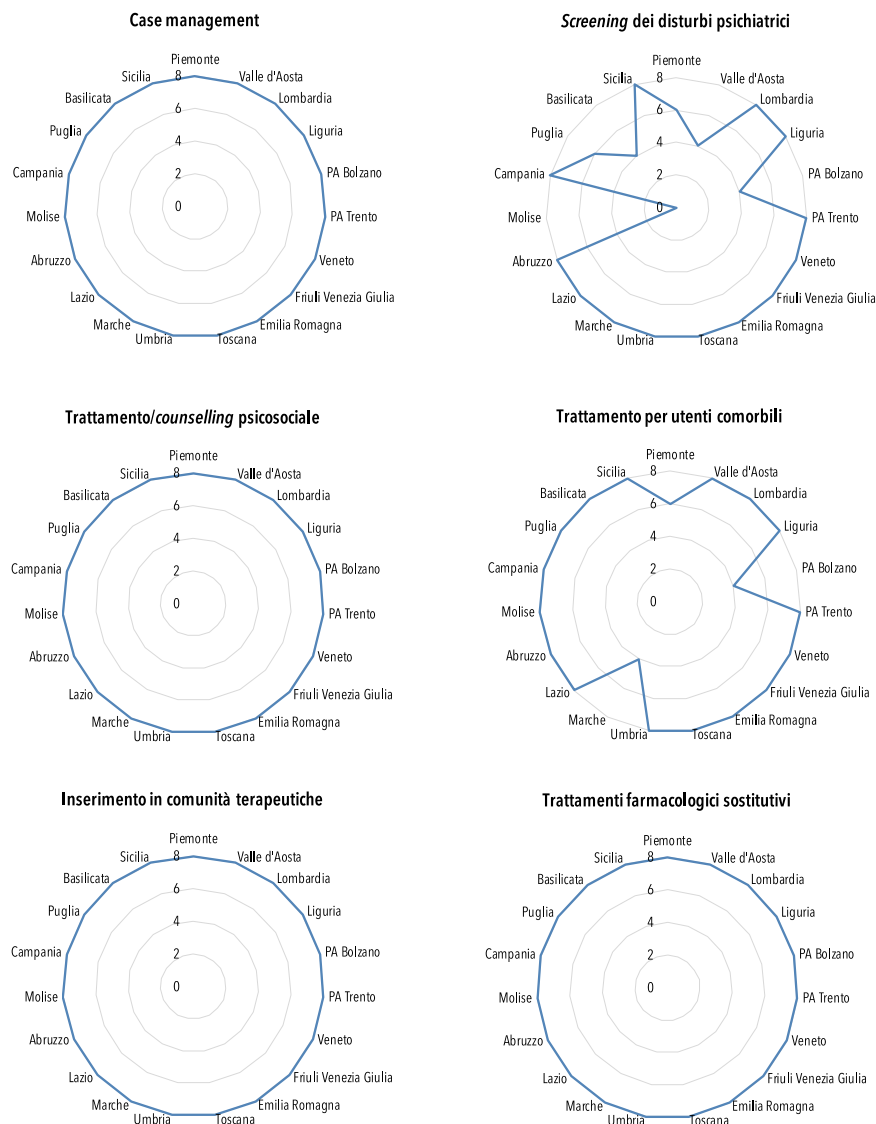 Case management
Piemonte
Valle d'Aosta
Lombardia
Liguria
PA Bolzano
PA Trento
Veneto
Friuli Venezia Giulia
Emilia Romagna
Toscana
Umbria
Marche
Lazio
Abruzzo
Molise
Campania
Puglia
Basilicata
Sicilia
8
6
4
2
0
Screening dei disturbi psichiatrici
Piemonte
Valle d'Aosta
Lombardia
Liguria
PA Bolzano
PA Trento
Veneto
Friuli Venezia Giulia
Emilia Romagna
Toscana
Umbria
Marche
Lazio
Abruzzo
Molise
Campania
Puglia
Basilicata
Sicilia
8
6
4
2
0
Trattamento/counselling psicosociale
Piemonte
Valle d'Aosta
Lombardia
Liguria
PA Bolzano
PA Trento
Veneto
Friuli Venezia Giulia
Emilia Romagna
Toscana
Umbria
Marche
Lazio
Abruzzo
Molise
Campania
Puglia
Basilicata
Sicilia
8
6
4
2
0
Trattamento per utenti comorbili
Piemonte
Valle d'Aosta
Lombardia
Liguria
PA Bolzano
PA Trento
Veneto
Friuli Venezia Giulia
Emilia Romagna
Toscana
Umbria
Marche
Lazio
Abruzzo
Molise
Campania
Puglia
Basilicata
Sicilia
8
6
4
2
0
Inserimento in comunità terapeutiche
Piemonte
Valle d'Aosta
Lombardia
Liguria
PA Bolzano
PA Trento
Veneto
Friuli Venezia Giulia
Emilia Romagna
Toscana
Umbria
Marche
Lazio
Abruzzo
Molise
Campania
Puglia
Basilicata
Sicilia
8
6
4
2
0
Trattamenti farmacologici sostitutivi
Piemonte
Valle d'Aosta
Lombardia
Liguria
PA Bolzano
PA Trento
Veneto
Friuli Venezia Giulia
Emilia Romagna
Toscana
Umbria
Marche
Lazio
Abruzzo
Molise
Campania
Puglia
Basilicata
Sicilia
8
6
4
2
0